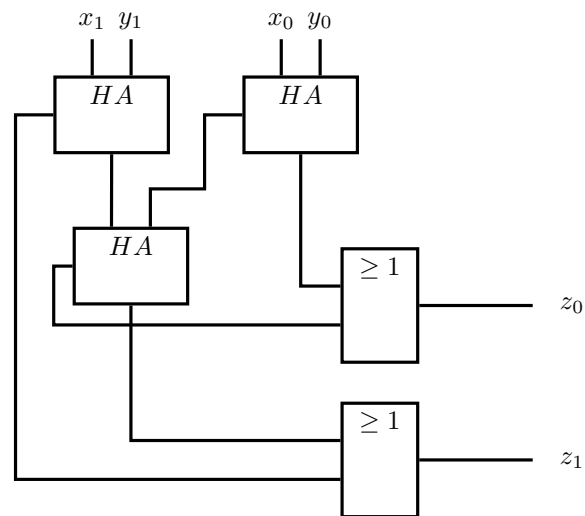 x₁ y₁ x₀ y₀
HA HA
HA
≥ 1
z₀
≥ 1
z₁